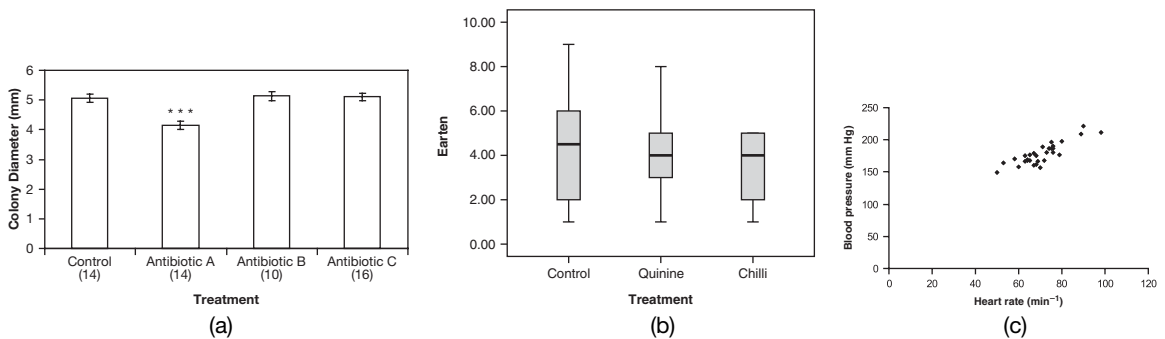 6
5
4
3
2
1
0
Colony Diameter (mm)
* * *
Control
(14)
Antibiotic A
(14)
Antibiotic B
(10)
Antibiotic C
(16)
Treatment
(a)
10.00
8.00
6.00
4.00
2.00
0.00
Earten
Control
Quinine
Chilli
Treatment
(b)
250
200
150
100
50
0
Blood pressure (mm Hg)
0 20 40 60 80 100 120
Heart rate (min⁻¹)
(c)